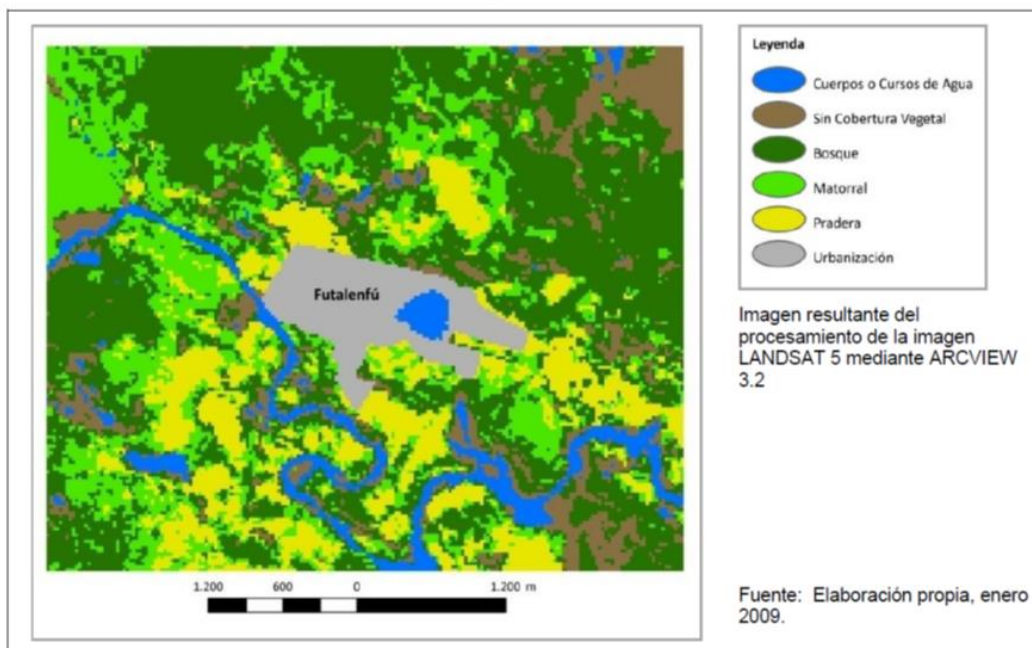 Leyenda
Cuerpos o Cursos de Agua
Sin Cobertura Vegetal
Bosque
Matorral
Pradera
Urbanización
Futalenfú
Imagen resultante del
procesamiento de la imagen
LANDSAT 5 mediante ARCVIEW
3.2
1.200 600 0 1.200 m
Fuente: Elaboración propia, enero
2009.